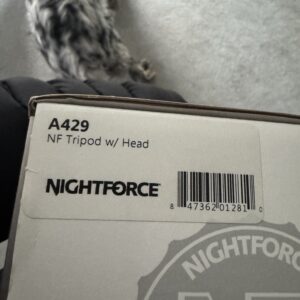 A429
NF Tripod w/ Head
NIGHTFORCE
8 47362 01281 0
NIGHTFORCE